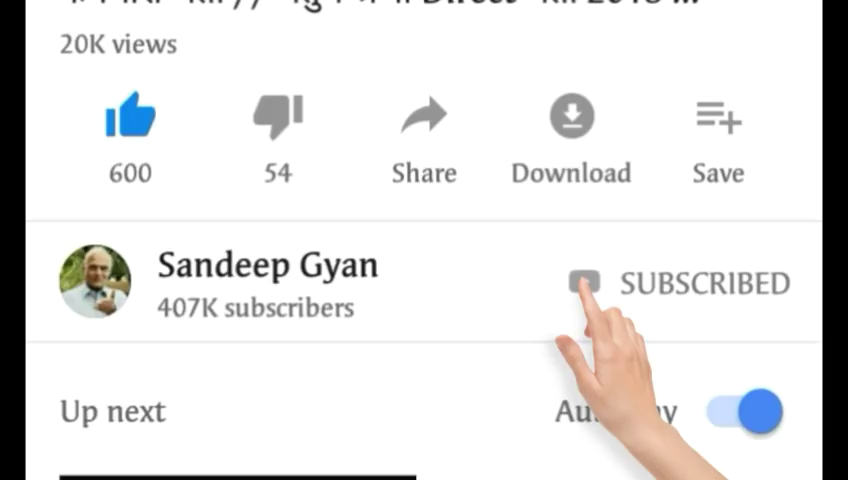 20K views
600
54
Share
Download
Save
Sandeep Gyan
407K subscribers
SUBSCRIBED
Up next